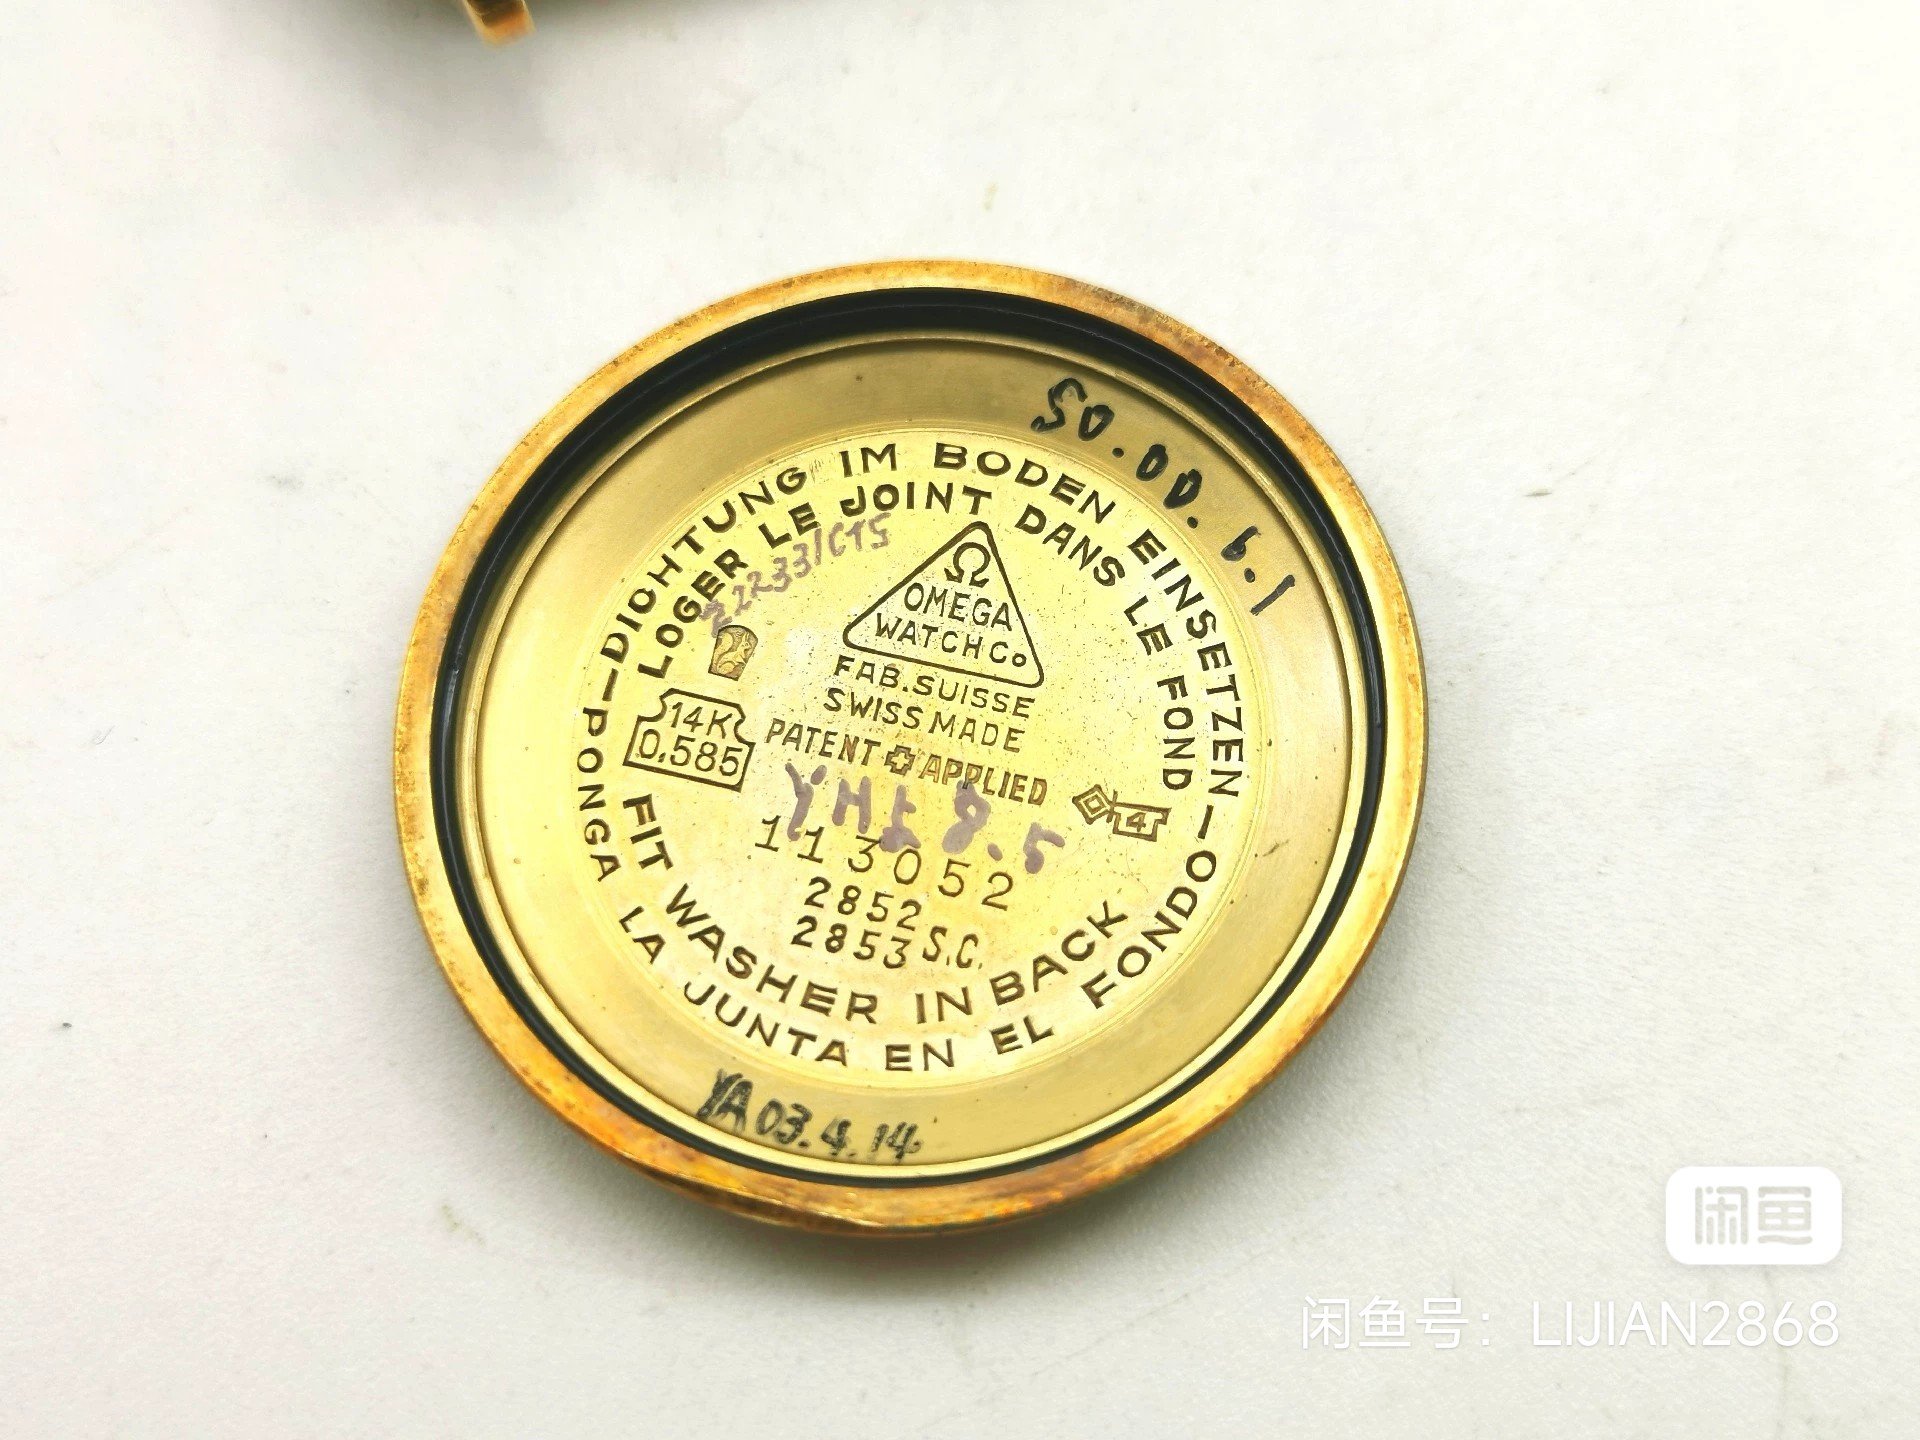 SO.00.6.1
DICHTUNG IM BODEN EINSETZEN
LOGER LE JOINT DANS LE FOND
Ω
OMEGA
WATCH Co
FAB. SUISSE
SWISS MADE
PATENT + APPLIED
14K
0.585
4
113052
2852
2853 S.C.
FIT WASHER IN BACK
PONGA LA JUNTA EN EL FONDO
YA 03.4.14
闲鱼
闲鱼号：LIJIAN2868